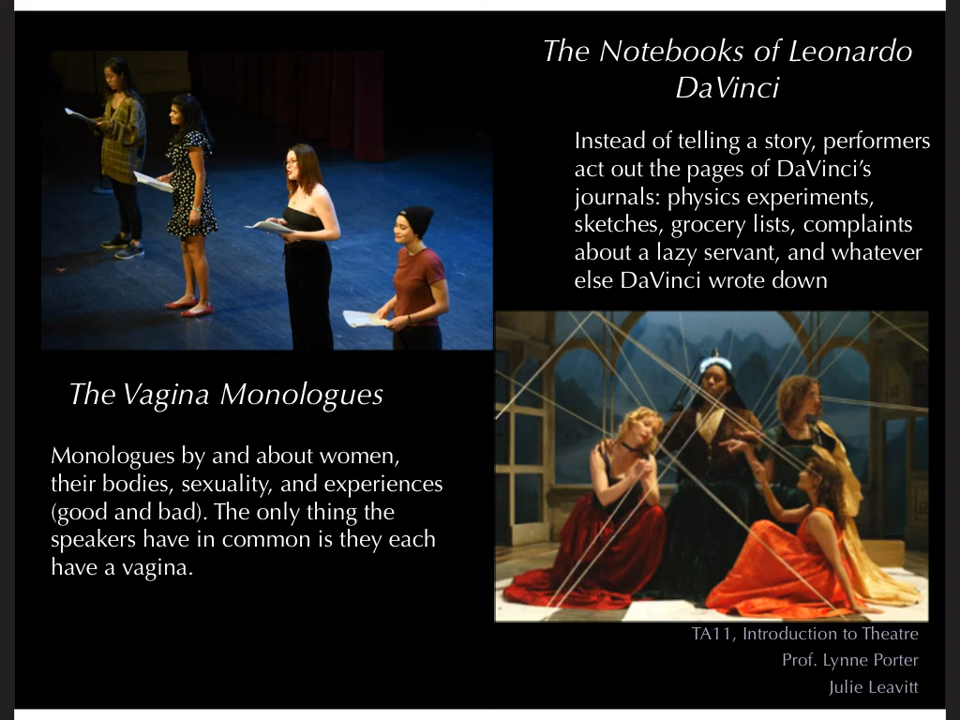 The Notebooks of Leonardo
DaVinci
Instead of telling a story, performers
act out the pages of DaVinci’s
journals: physics experiments,
sketches, grocery lists, complaints
about a lazy servant, and whatever
else DaVinci wrote down
The Vagina Monologues
Monologues by and about women,
their bodies, sexuality, and experiences
(good and bad). The only thing the
speakers have in common is they each
have a vagina.
TA11, Introduction to Theatre
Prof. Lynne Porter
Julie Leavitt